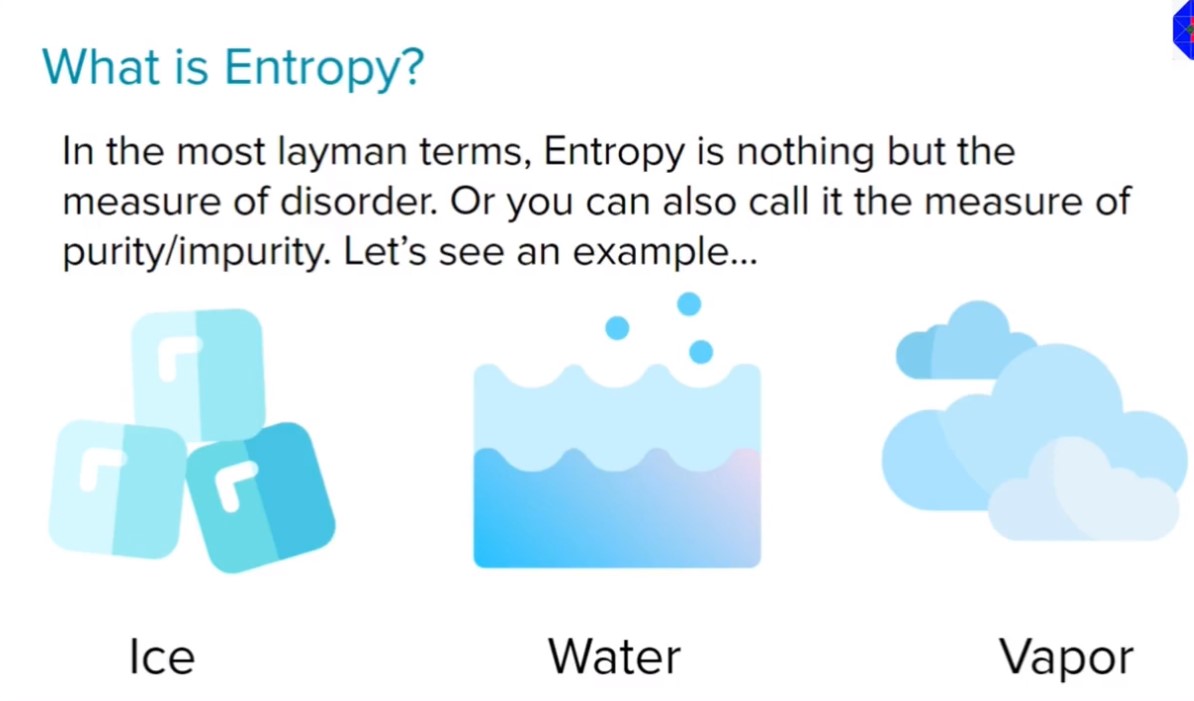 What is Entropy?
In the most layman terms, Entropy is nothing but the
measure of disorder. Or you can also call it the measure of
purity/impurity. Let’s see an example...
Ice
Water
Vapor